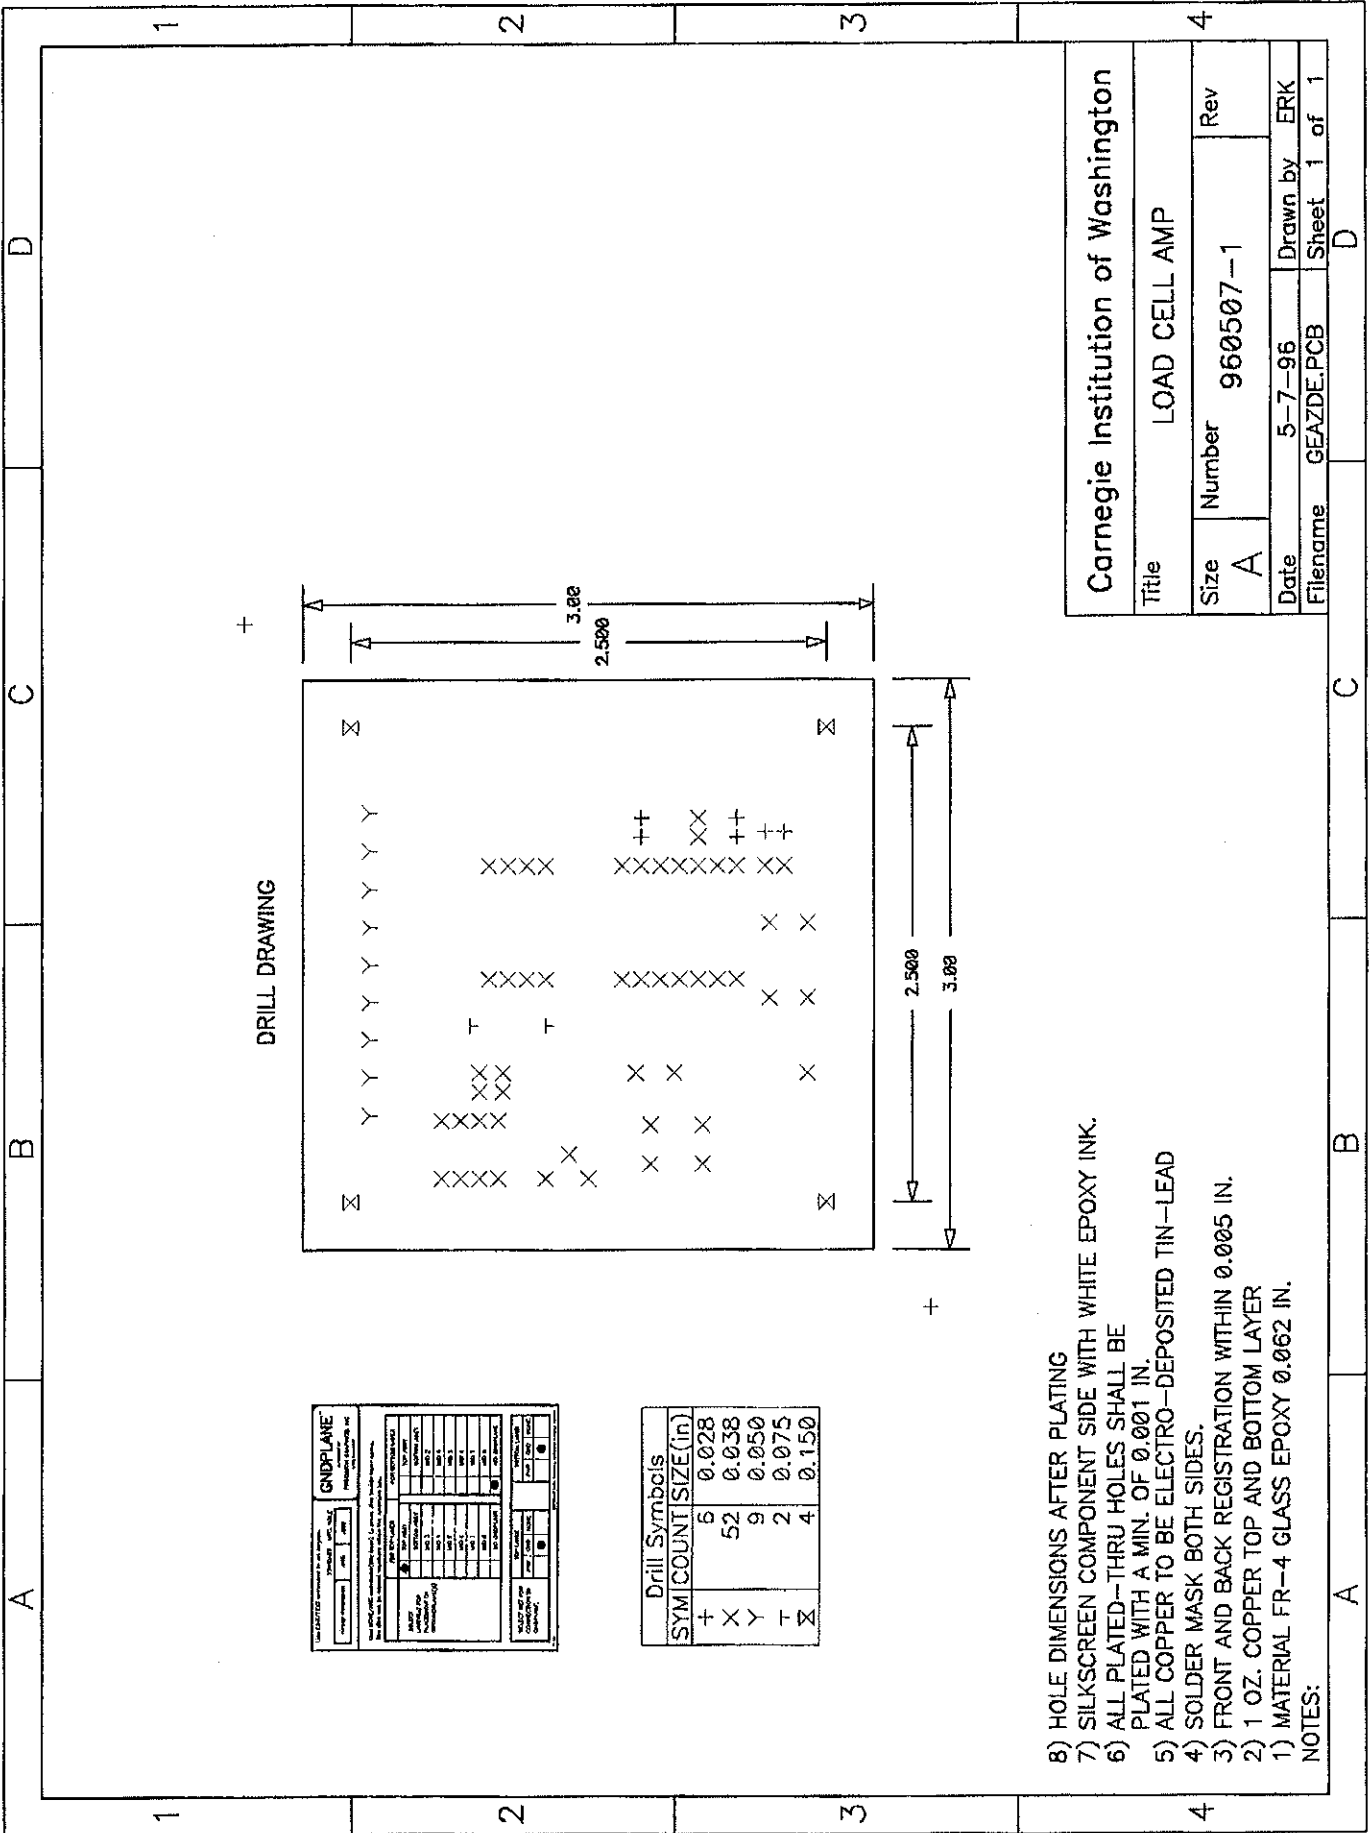 A
B
C
D
1
2
3
4
DRILL DRAWING
3.00
2.500
2.500
3.00
GNDPLANE
Drill Symbols
SYM COUNT SIZE(in)
+ 6 0.028
X 52 0.038
Y 9 0.050
T 2 0.075
4 0.150
8) HOLE DIMENSIONS AFTER PLATING
7) SILKSCREEN COMPONENT SIDE WITH WHITE EPOXY INK.
6) ALL PLATED-THRU HOLES SHALL BE
PLATED WITH A MIN. OF 0.001 IN.
5) ALL COPPER TO BE ELECTRO-DEPOSITED TIN-LEAD
4) SOLDER MASK BOTH SIDES.
3) FRONT AND BACK REGISTRATION WITHIN 0.005 IN.
2) 1 OZ. COPPER TOP AND BOTTOM LAYER
1) MATERIAL FR-4 GLASS EPOXY 0.062 IN.
NOTES:
Carnegie Institution of Washington
Title LOAD CELL AMP
Size A Number 960507-1 Rev
Date 5-7-96 Drawn by ERK
Filename GEAZDE.PCB Sheet 1 of 1
A
B
C
D
1
2
3
4